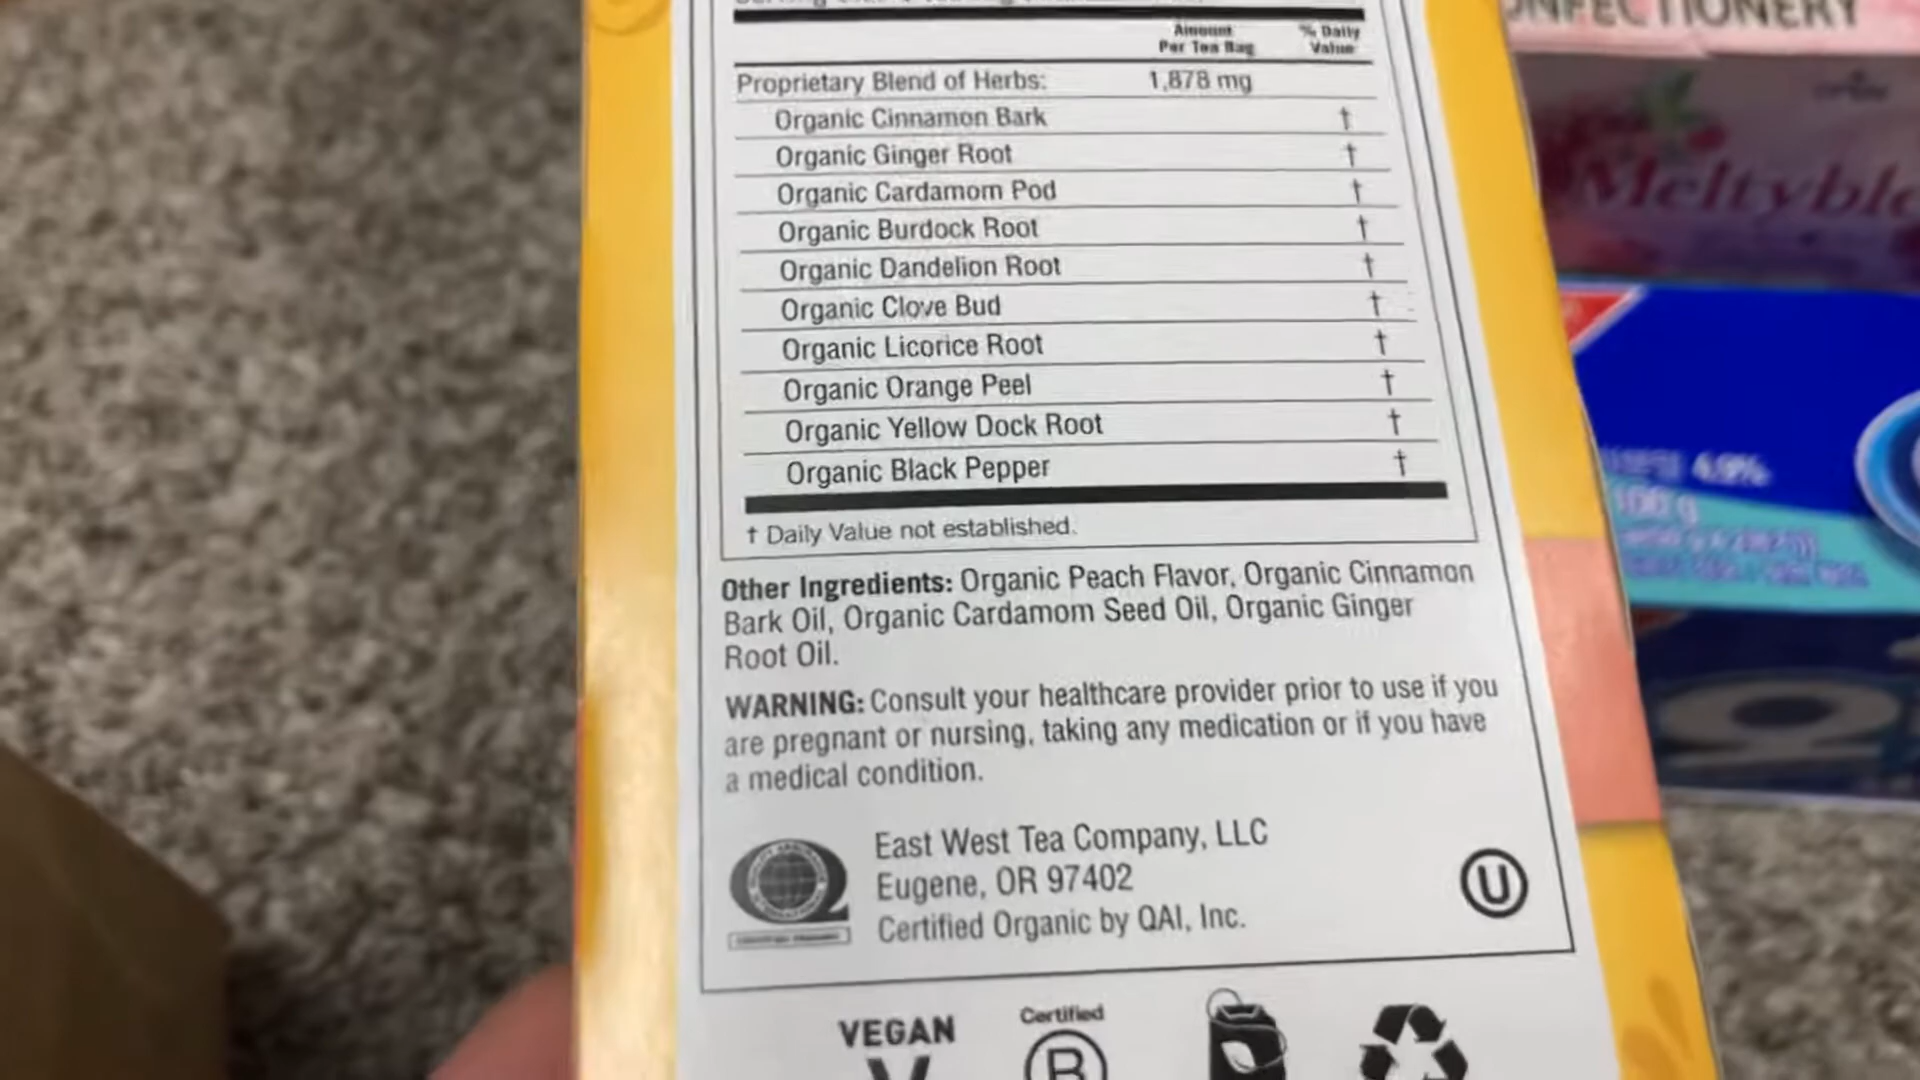 Amount
Per Tea Bag
% Daily
Value
Proprietary Blend of Herbs: 1,878 mg
Organic Cinnamon Bark †
Organic Ginger Root †
Organic Cardamom Pod †
Organic Burdock Root †
Organic Dandelion Root †
Organic Clove Bud †
Organic Licorice Root †
Organic Orange Peel †
Organic Yellow Dock Root †
Organic Black Pepper †
† Daily Value not established.
Other Ingredients: Organic Peach Flavor, Organic Cinnamon
Bark Oil, Organic Cardamom Seed Oil, Organic Ginger
Root Oil.
WARNING: Consult your healthcare provider prior to use if you
are pregnant or nursing, taking any medication or if you have
a medical condition.
East West Tea Company, LLC
Eugene, OR 97402
Certified Organic by QAI, Inc.
U
VEGAN
V
Certified
B
4.9%
100 g